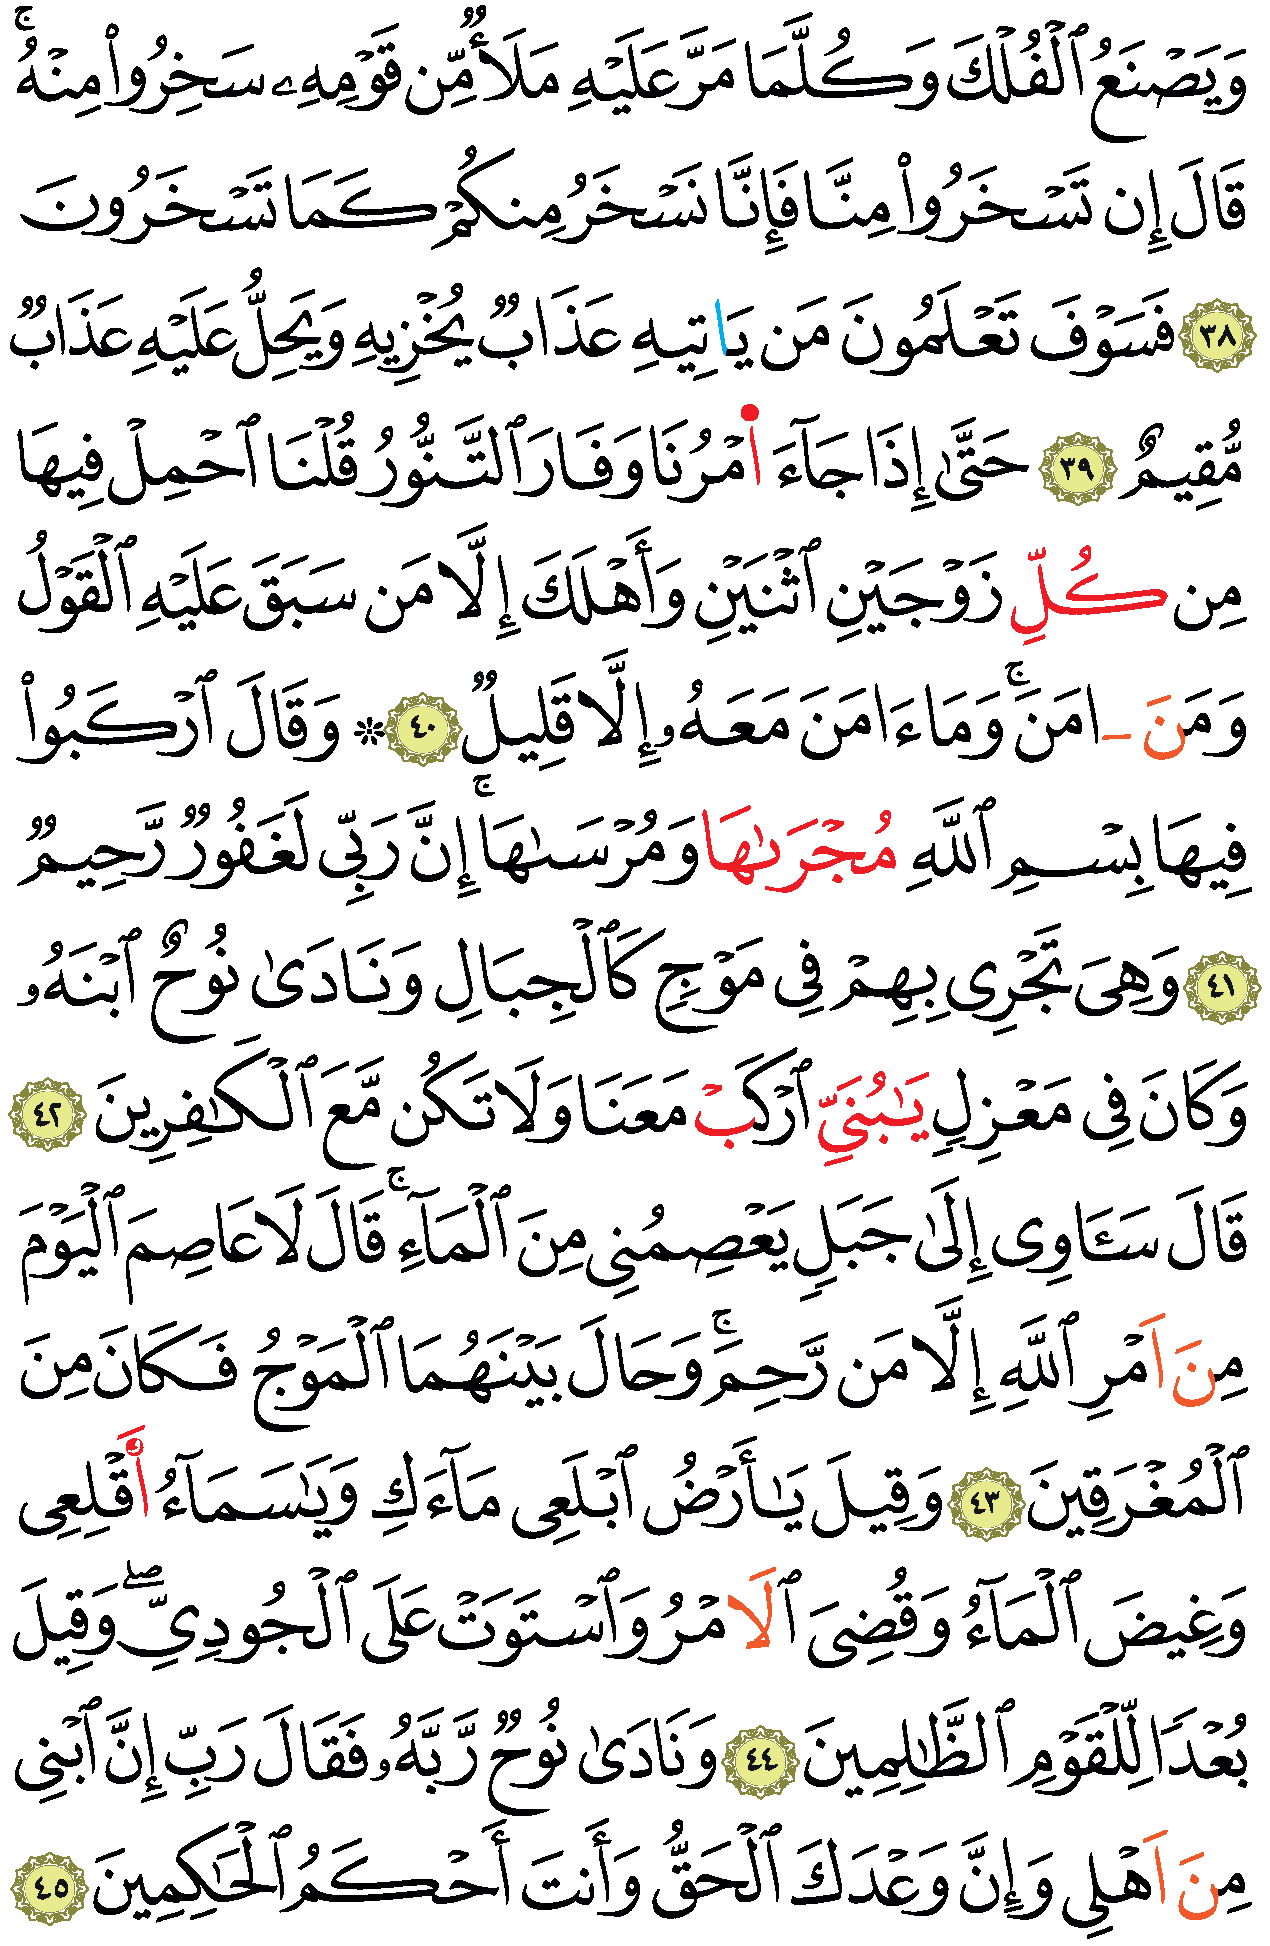 وَيَصْنَعُ ٱلْفُلْكَ وَكُلَّمَا مَرَّ عَلَيْهِ مَلَأٌ مِّن قَوْمِهِۦ سَخِرُوا۟ مِنْهُ ۚ
قَالَ إِن تَسْخَرُوا۟ مِنَّا فَإِنَّا نَسْخَرُ مِنكُمْ كَمَا تَسْخَرُونَ
٣٨ فَسَوْفَ تَعْلَمُونَ مَن يَاتِيهِ عَذَابٌ يُخْزِيهِ وَيَحِلُّ عَلَيْهِ عَذَابٌ
مُّقِيمٌ ٣٩ حَتَّىٰ إِذَا جَآءَ اَ۬مْرُنَا وَفَارَ ٱلتَّنُّورُ قُلْنَا ٱحْمِلْ فِيهَا
مِن كُلِّ زَوْجَيْنِ ٱثْنَيْنِ وَأَهْلَكَ إِلَّا مَن سَبَقَ عَلَيْهِ ٱلْقَوْلُ
وَمَنَ ـ امَنَ ۚ وَمَاءَ امَنَ مَعَهُۥ إِلَّا قَلِيلٌ ٤٠ ۞ وَقَالَ ٱرْكَبُوا۟
فِيهَا بِسْمِ ٱللَّهِ مُجْرَىٰهَا وَمُرْسَىٰهَا ۚ إِنَّ رَبِّى لَغَفُورٌ رَّحِيمٌ
٤١ وَهِىَ تَجْرِى بِهِمْ فِى مَوْجٍ كَٱلْجِبَالِ وَنَادَىٰ نُوحٌ ٱبْنَهُۥ
وَكَانَ فِى مَعْزِلٍ يَٰبُنَىِّ ٱرْكَبْ مَعَنَا وَلَا تَكُن مَّعَ ٱلْكَٰفِرِينَ ٤٢
قَالَ سَـَٔاوِى إِلَىٰ جَبَلٍ يَعْصِمُنِى مِنَ ٱلْمَآءِ ۚ قَالَ لَا عَاصِمَ ٱلْيَوْمَ
مِنَ اَمْرِ ٱللَّهِ إِلَّا مَن رَّحِمَ ۚ وَحَالَ بَيْنَهُمَا ٱلْمَوْجُ فَكَانَ مِنَ
ٱلْمُغْرَقِينَ ٤٣ وَقِيلَ يَٰٓأَرْضُ ٱبْلَعِى مَآءَكِ وَيَٰسَمَآءُ أَقْلِعِى
وَغِيضَ ٱلْمَآءُ وَقُضِىَ ٱلَامْرُ وَٱسْتَوَتْ عَلَى ٱلْجُودِىِّ ۖ وَقِيلَ
بُعْدًا لِّلْقَوْمِ ٱلظَّٰلِمِينَ ٤٤ وَنَادَىٰ نُوحٌ رَّبَّهُۥ فَقَالَ رَبِّ إِنَّ ٱبْنِى
مِنَ اَهْلِى وَإِنَّ وَعْدَكَ ٱلْحَقُّ وَأَنتَ أَحْكَمُ ٱلْحَٰكِمِينَ ٤٥